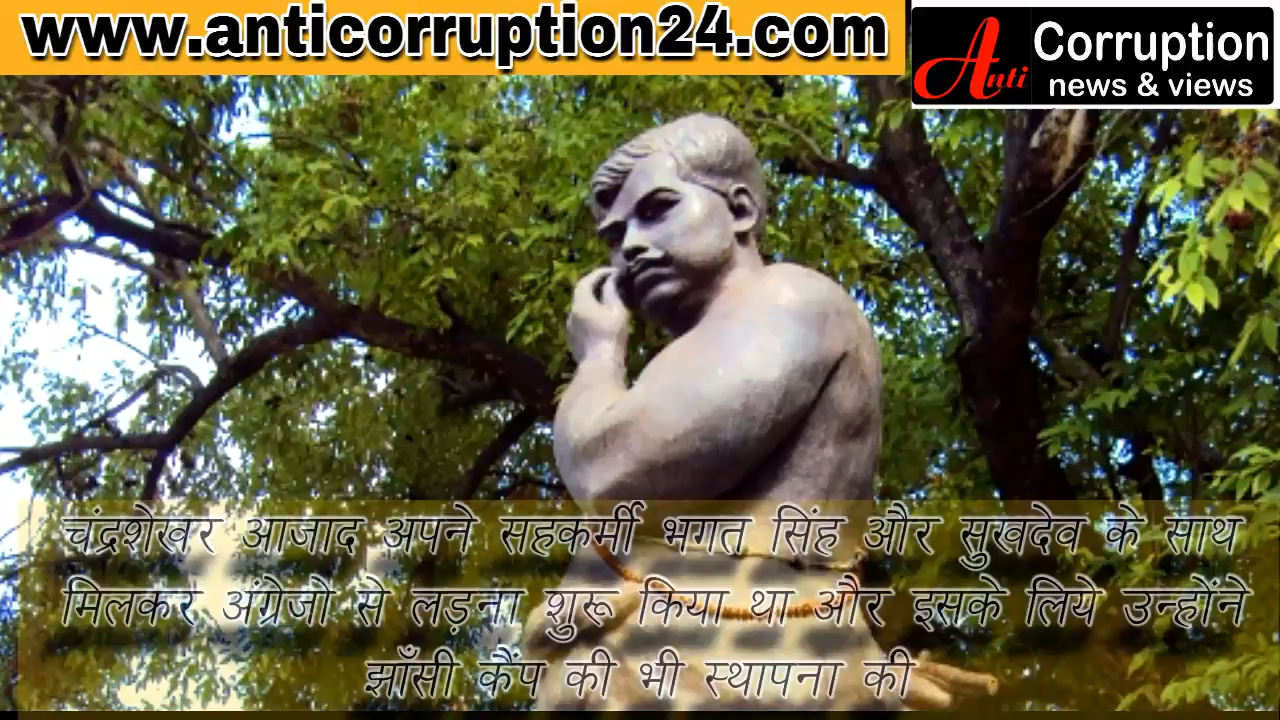 www.anticorruption24.com
Anti Corruption
news & views
चंद्रशेखर आजाद अपने सहकर्मी भगत सिंह और सुखदेव के साथ
मिलकर अंग्रेजो से लड़ना शुरू किया था और इसके लिये उन्होंने
झाँसी कैंप की भी स्थापना की